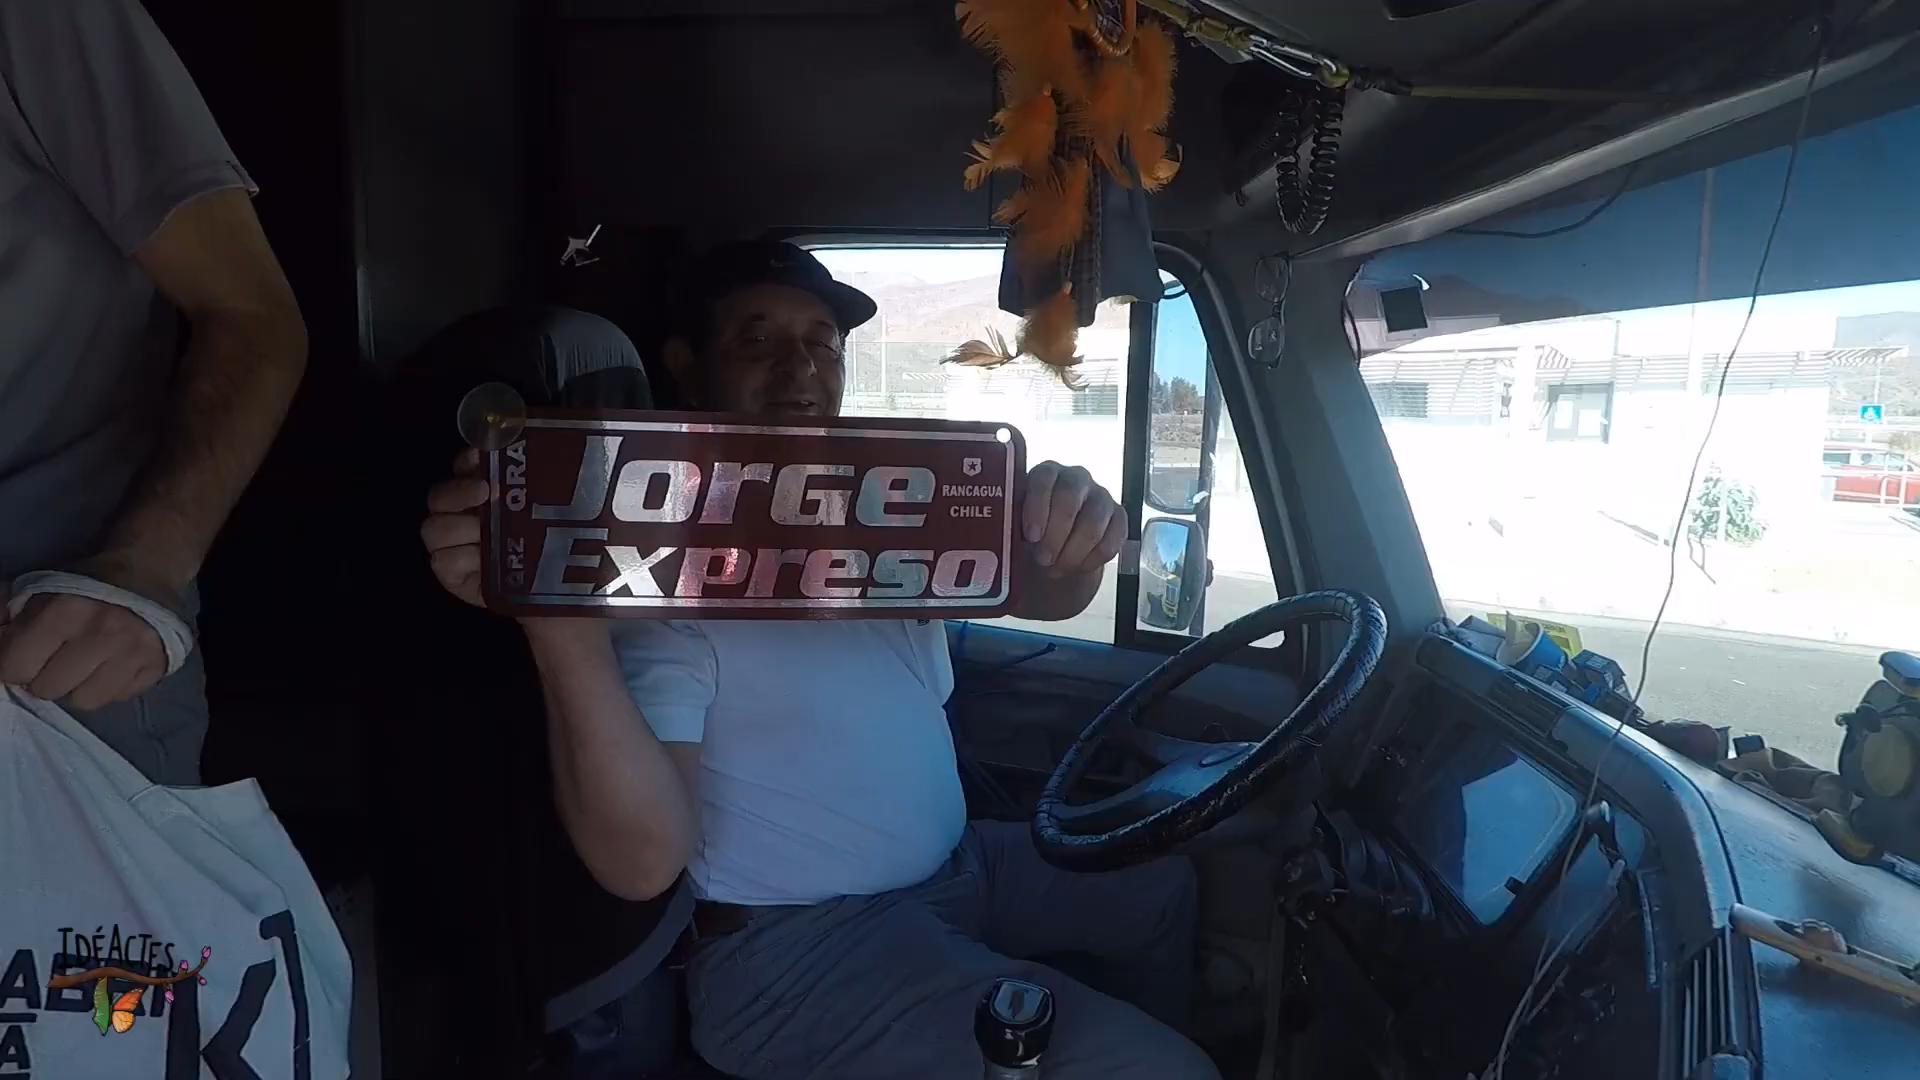 QRZ QRA
Jorge
Expreso
RANCAGUA
CHILE
IDÉACTES